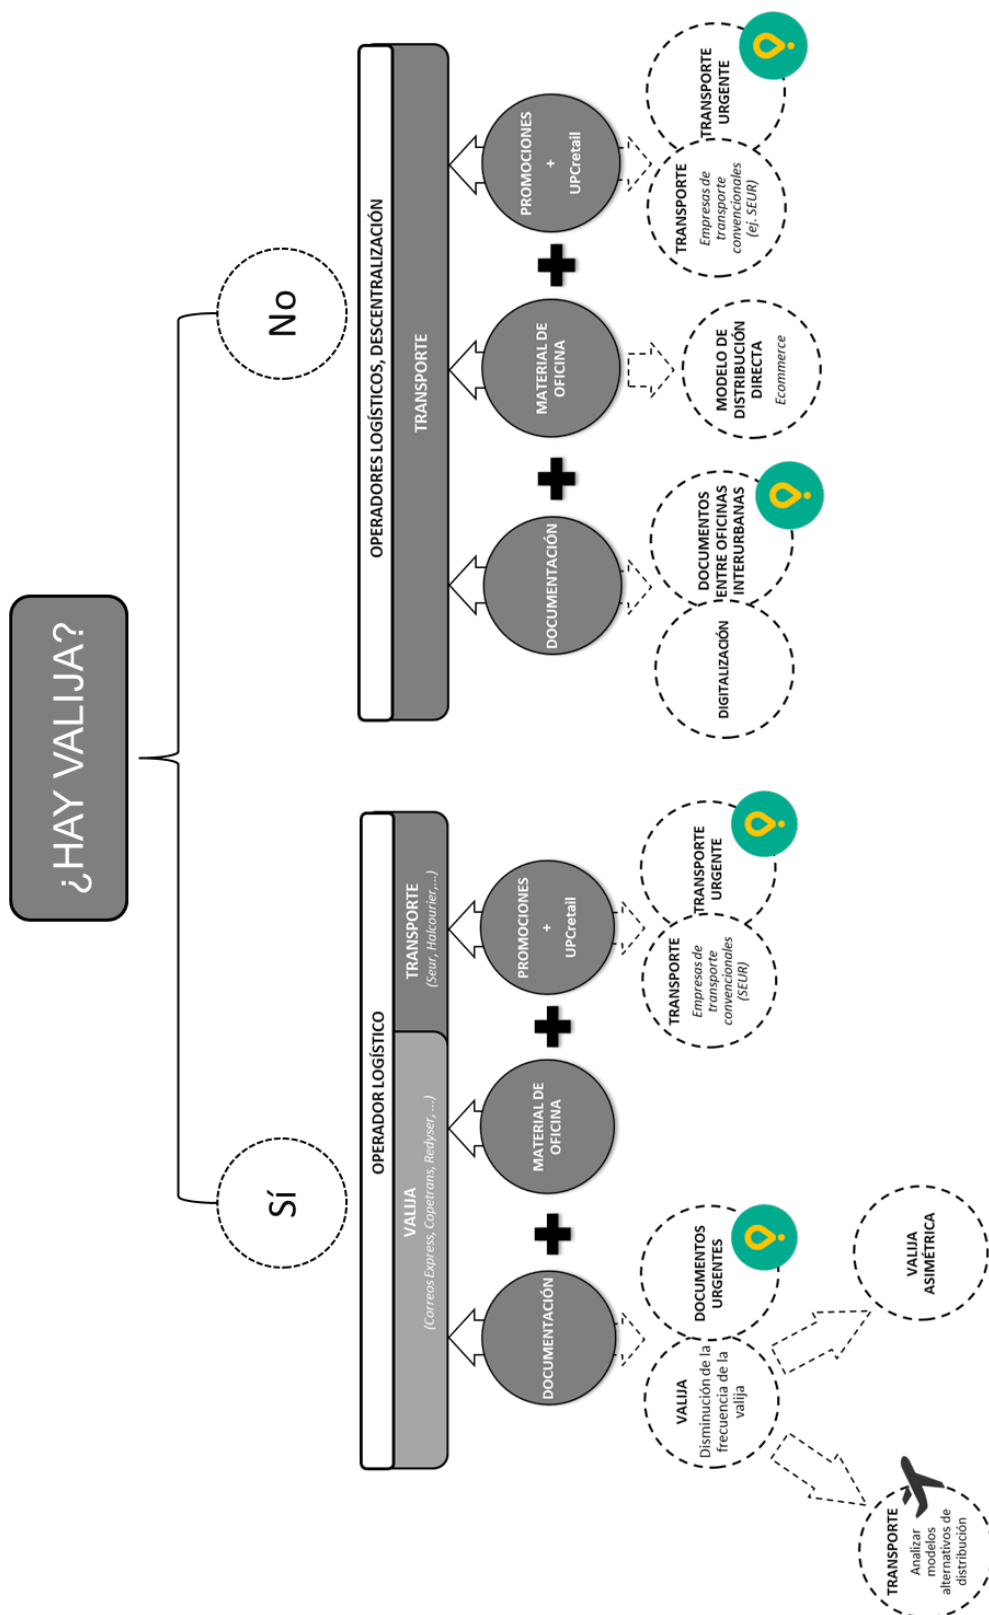 ¿HAY VALIJA?
Sí
No
OPERADOR LOGÍSTICO
VALIJA
(Correos Express, Copetrans, Redyser, ...)
TRANSPORTE
(Seur, Halcourier,...)
DOCUMENTACIÓN
MATERIAL DE
OFICINA
PROMOCIONES
+
UPCretail
VALIJA
Disminución de la
frecuencia de la
valija
DOCUMENTOS
URGENTES
TRANSPORTE
Empresas de
transporte
convencionales
(SEUR)
TRANSPORTE
URGENTE
TRANSPORTE
Analizar
modelos
alternativos de
distribución
VALIJA
ASIMÉTRICA
OPERADORES LOGÍSTICOS, DESCENTRALIZACIÓN
TRANSPORTE
DOCUMENTACIÓN
MATERIAL DE
OFICINA
PROMOCIONES
+
UPCretail
DIGITALIZACIÓN
DOCUMENTOS
ENTRE OFICINAS
INTERURBANAS
MODELO DE
DISTRIBUCIÓN
DIRECTA
Ecommerce
TRANSPORTE
Empresas de
transporte
convencionales
(ej. SEUR)
TRANSPORTE
URGENTE